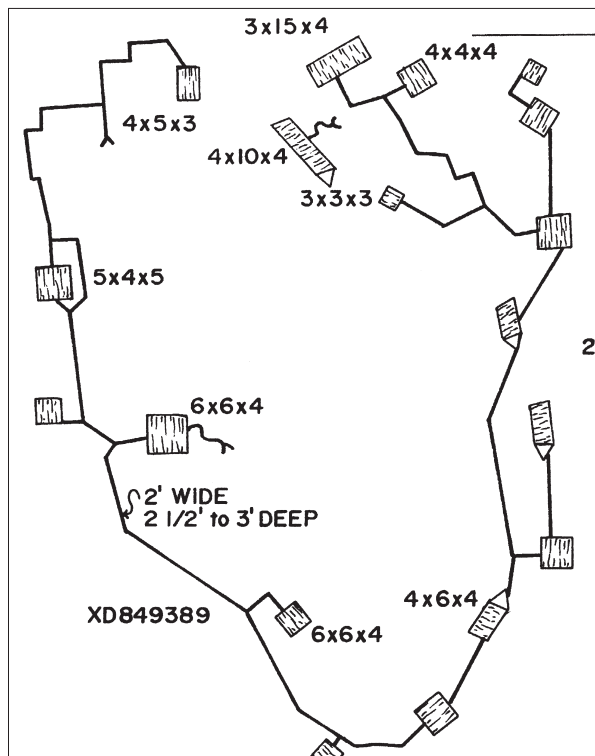 3x15x4
4x4x4
4x5x3
4x10x4
3x3x3
5x4x5
2
6x6x4
2' WIDE
2 1/2' to 3' DEEP
4x6x4
XD849389
6x6x4